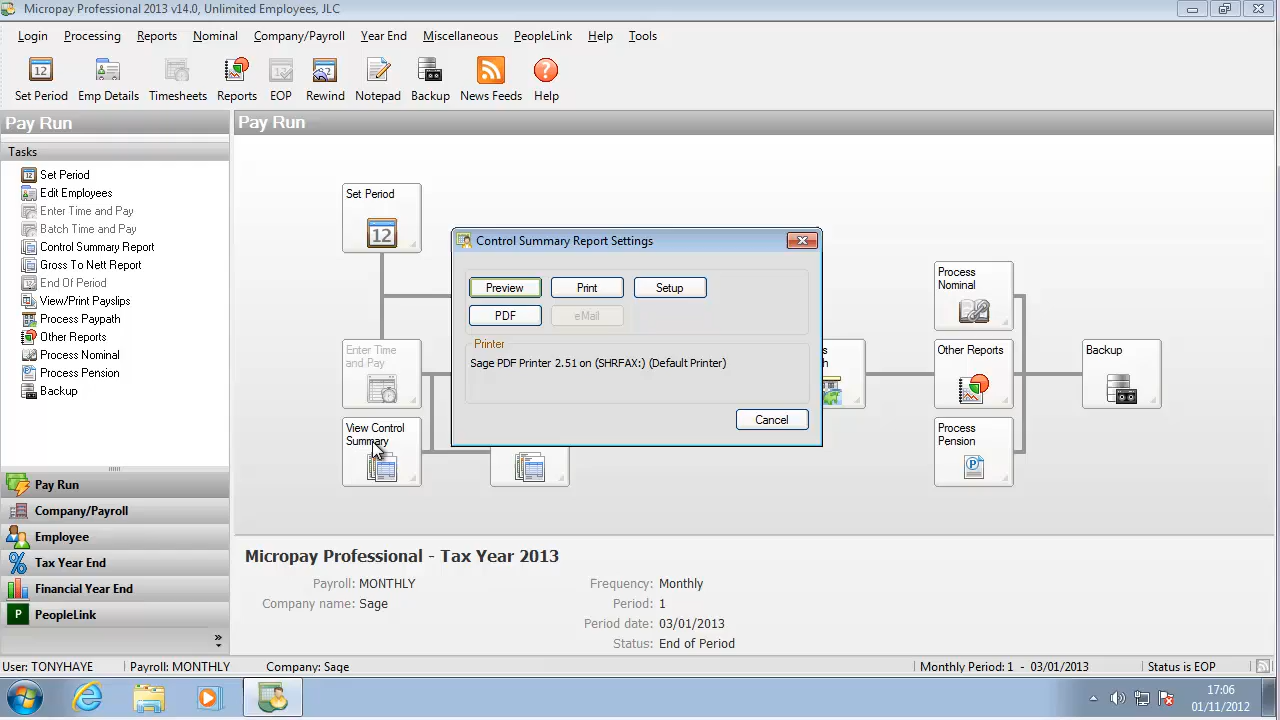 Micropay Professional 2013 v14.0, Unlimited Employees, JLC
Login Processing Reports Nominal Company/Payroll Year End Miscellaneous PeopleLink Help Tools
Set Period Emp Details Timesheets Reports EOP Rewind Notepad Backup News Feeds Help
Pay Run
Tasks
Set Period
Edit Employees
Enter Time and Pay
Batch Time and Pay
Control Summary Report
Gross To Nett Report
End Of Period
View/Print Payslips
Process Paypath
Other Reports
Process Nominal
Process Pension
Backup
Pay Run
Company/Payroll
Employee
Tax Year End
Financial Year End
PeopleLink
Pay Run
Set Period
12
Enter Time
and Pay
View Control
Summary
Control Summary Report Settings
Preview Print Setup
PDF eMail
Printer
Sage PDF Printer 2.51 on (SHRFAX:) (Default Printer)
Cancel
Process
Nominal
Other Reports
Process
Pension
Backup
Micropay Professional - Tax Year 2013
Payroll: MONTHLY
Company name: Sage
Frequency: Monthly
Period: 1
Period date: 03/01/2013
Status: End of Period
User: TONYHAYE Payroll: MONTHLY Company: Sage Monthly Period: 1 - 03/01/2013 Status is EOP
17:06
01/11/2012